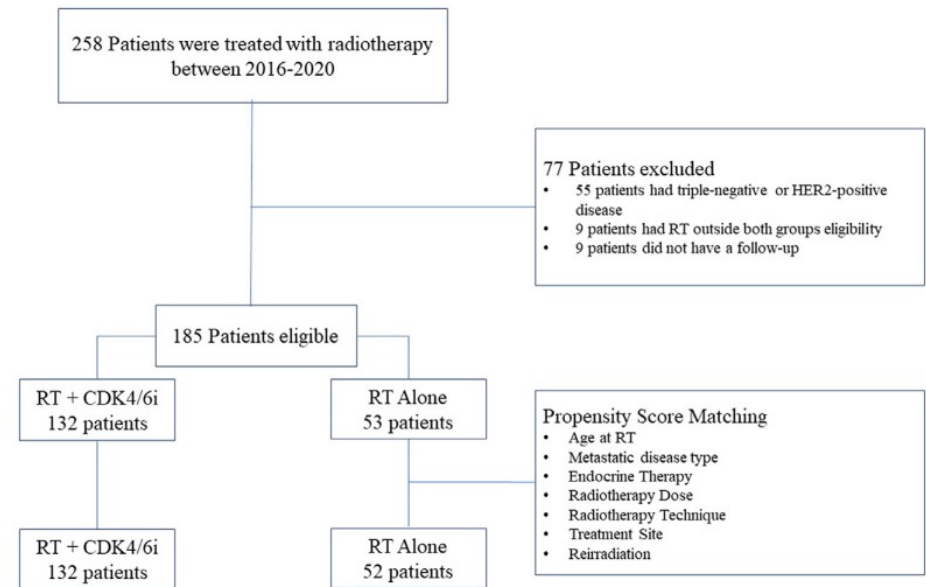 258 Patients were treated with radiotherapy
between 2016-2020
77 Patients excluded
• 55 patients had triple-negative or HER2-positive
disease
• 9 patients had RT outside both groups eligibility
• 9 patients did not have a follow-up
185 Patients eligible
RT + CDK4/6i
132 patients
RT Alone
53 patients
Propensity Score Matching
• Age at RT
• Metastatic disease type
• Endocrine Therapy
• Radiotherapy Dose
• Radiotherapy Technique
• Treatment Site
• Reirradiation
RT + CDK4/6i
132 patients
RT Alone
52 patients